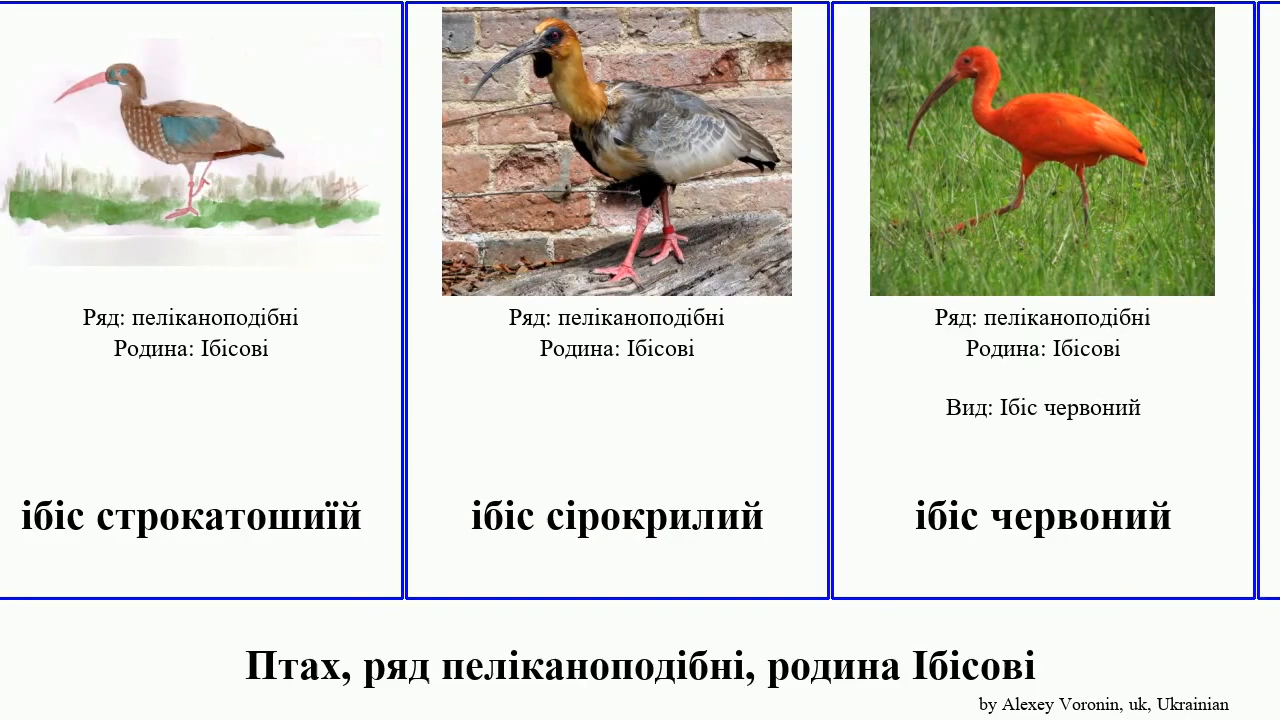 Ряд: пеліканоподібні
Родина: Ібісові
ібіс строкатошиїй
Ряд: пеліканоподібні
Родина: Ібісові
ібіс сірокрилий
Ряд: пеліканоподібні
Родина: Ібісові
Вид: Ібіс червоний
ібіс червоний
Птах, ряд пеліканоподібні, родина Ібісові
by Alexey Voronin, uk, Ukrainian